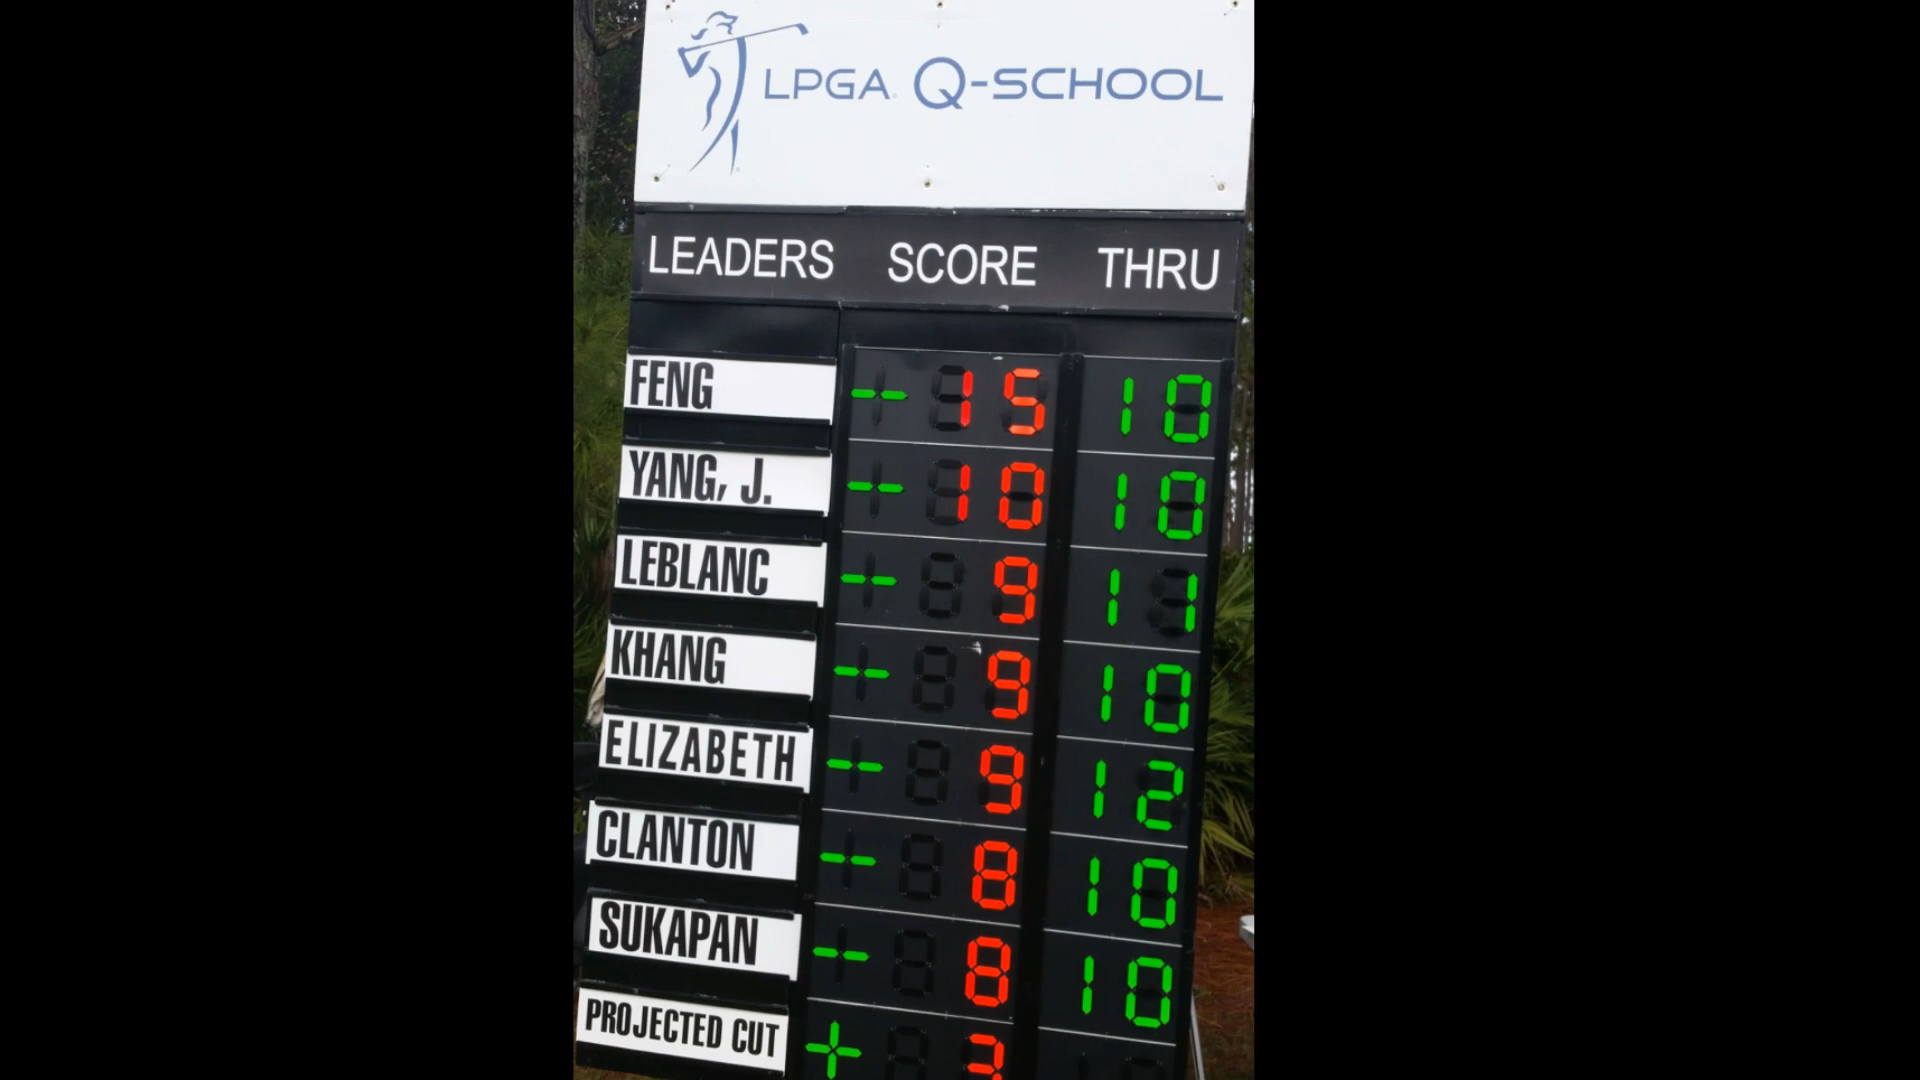 LPGA Q-SCHOOL
LEADERS SCORE THRU
FENG - 15 10
YANG, J. - 10 10
LEBLANC - 9 11
KHANG - 9 10
ELIZABETH - 9 12
CLANTON - 8 10
SUKAPAN - 8 10
PROJECTED CUT +